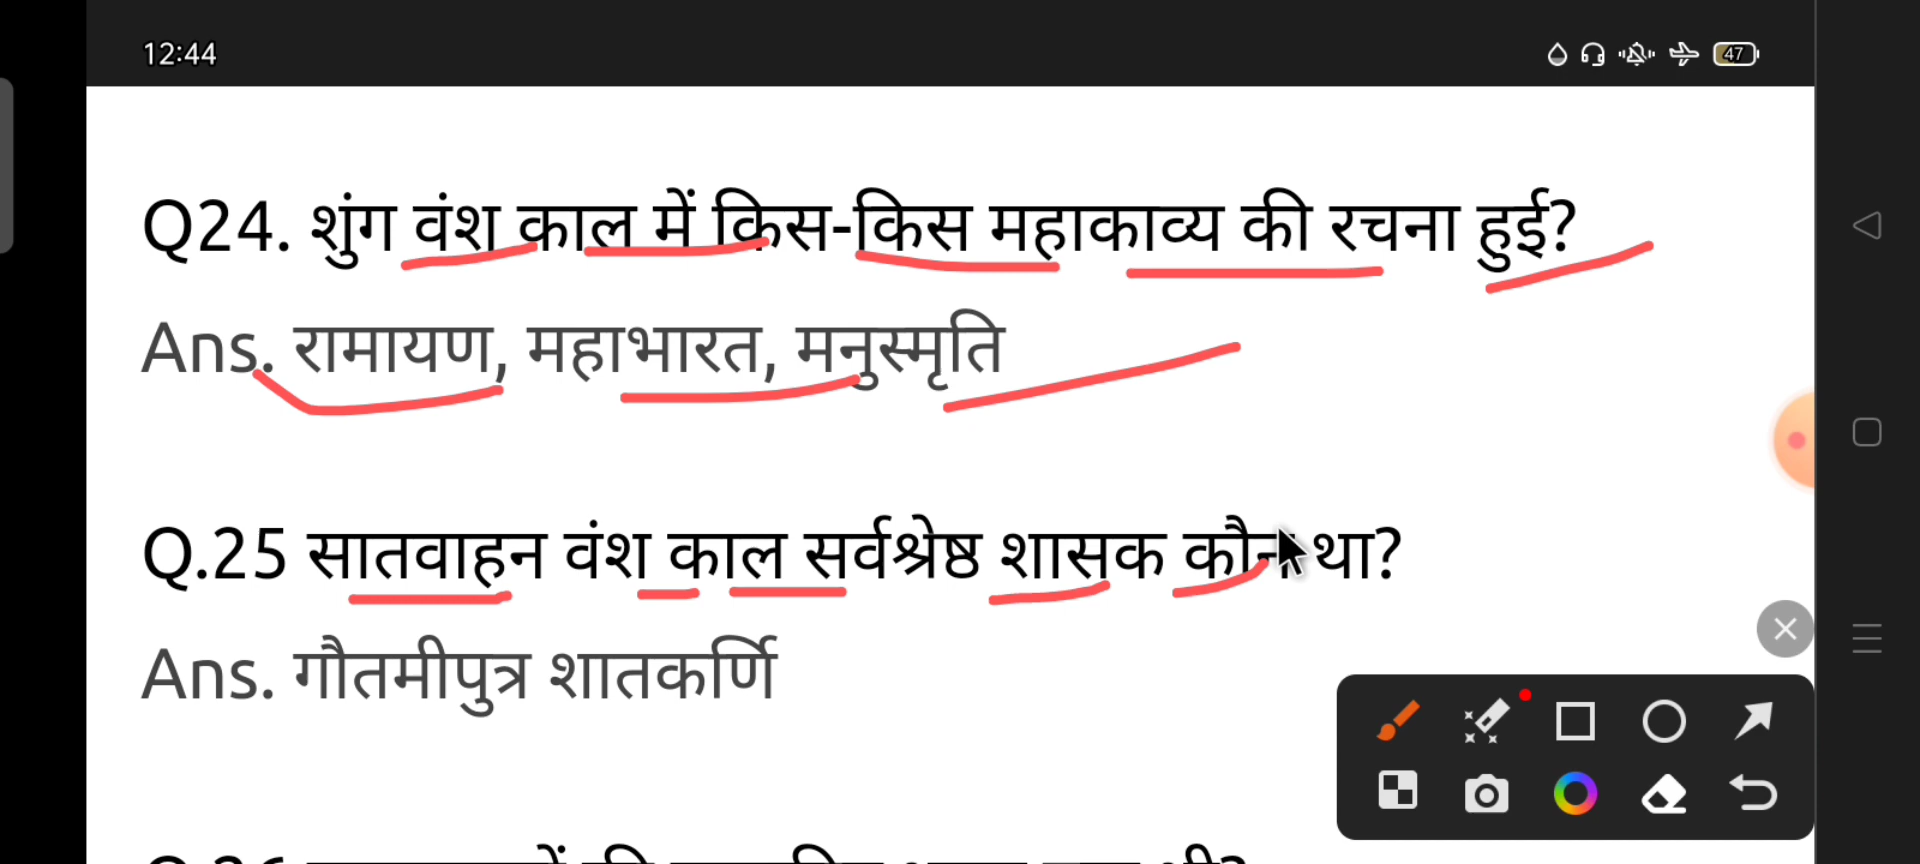 12:44
47
Q24. शुंग वंश काल में किस-किस महाकाव्य की रचना हुई?
Ans. रामायण, महाभारत, मनुस्मृति
Q.25 सातवाहन वंश काल सर्वश्रेष्ठ शासक कौन था?
Ans. गौतमीपुत्र शातकर्णि